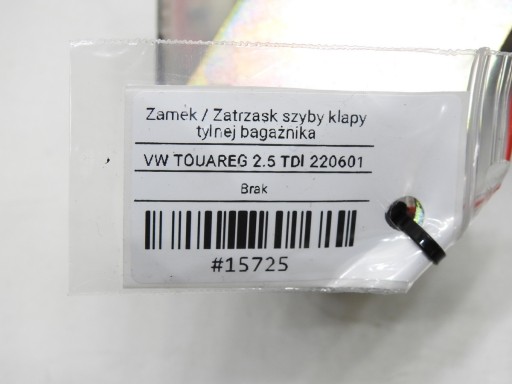 Zamek / Zatrzask szyby klapy
tylnej bagażnika
VW TOUAREG 2.5 TDI 220601
Brak
#15725